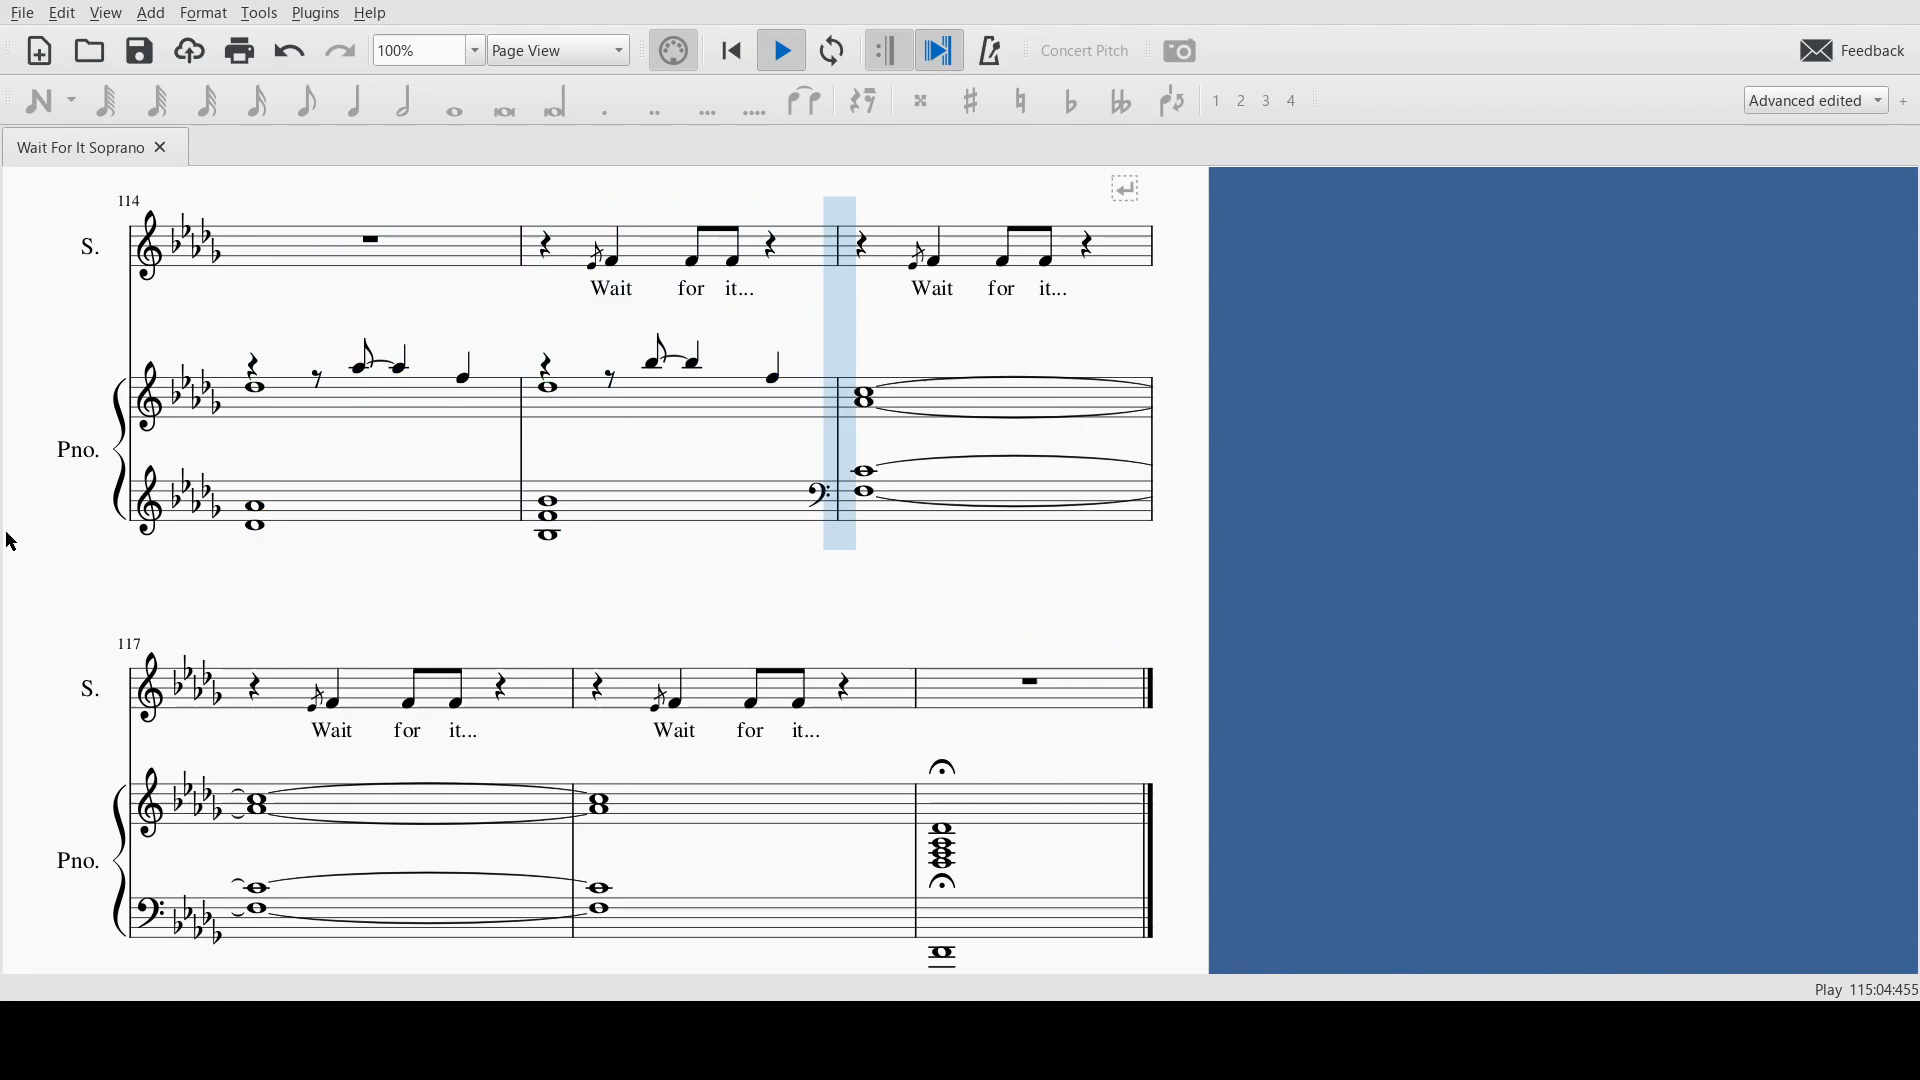 File Edit View Add Format Tools Plugins Help
100% Page View Concert Pitch Feedback
1 2 3 4 Advanced edited +
Wait For It Soprano
114
S.
Wait for it... Wait for it...
Pno.
117
S.
Wait for it... Wait for it...
Pno.
Play 115:04:455